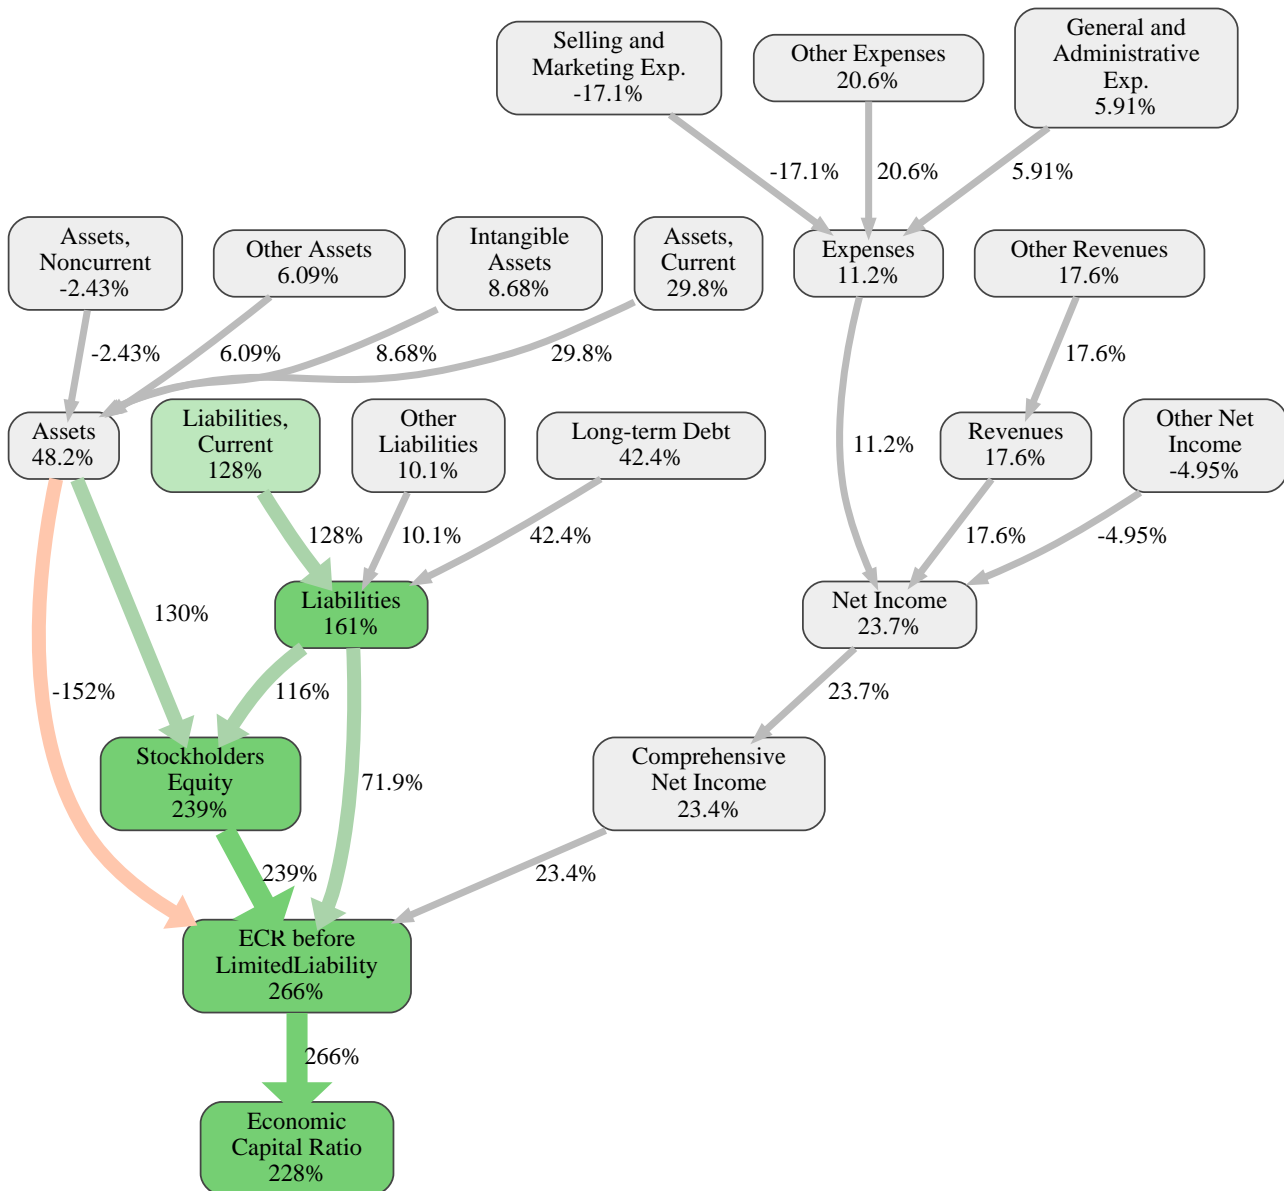 Selling and
Marketing Exp.
-17.1%
Other Expenses
20.6%
General and
Administrative
Exp.
5.91%
-17.1%
20.6%
5.91%
Assets,
Noncurrent
-2.43%
Other Assets
6.09%
Intangible
Assets
8.68%
Assets,
Current
29.8%
Expenses
11.2%
Other Revenues
17.6%
-2.43%
6.09%
8.68%
29.8%
17.6%
Assets
48.2%
Liabilities,
Current
128%
Other
Liabilities
10.1%
Long-term Debt
42.4%
11.2%
Revenues
17.6%
Other Net
Income
-4.95%
128%
10.1%
42.4%
17.6%
-4.95%
Liabilities
161%
Net Income
23.7%
130%
-152%
116%
23.7%
Stockholders
Equity
239%
71.9%
Comprehensive
Net Income
23.4%
239%
23.4%
ECR before
LimitedLiability
266%
266%
Economic
Capital Ratio
228%